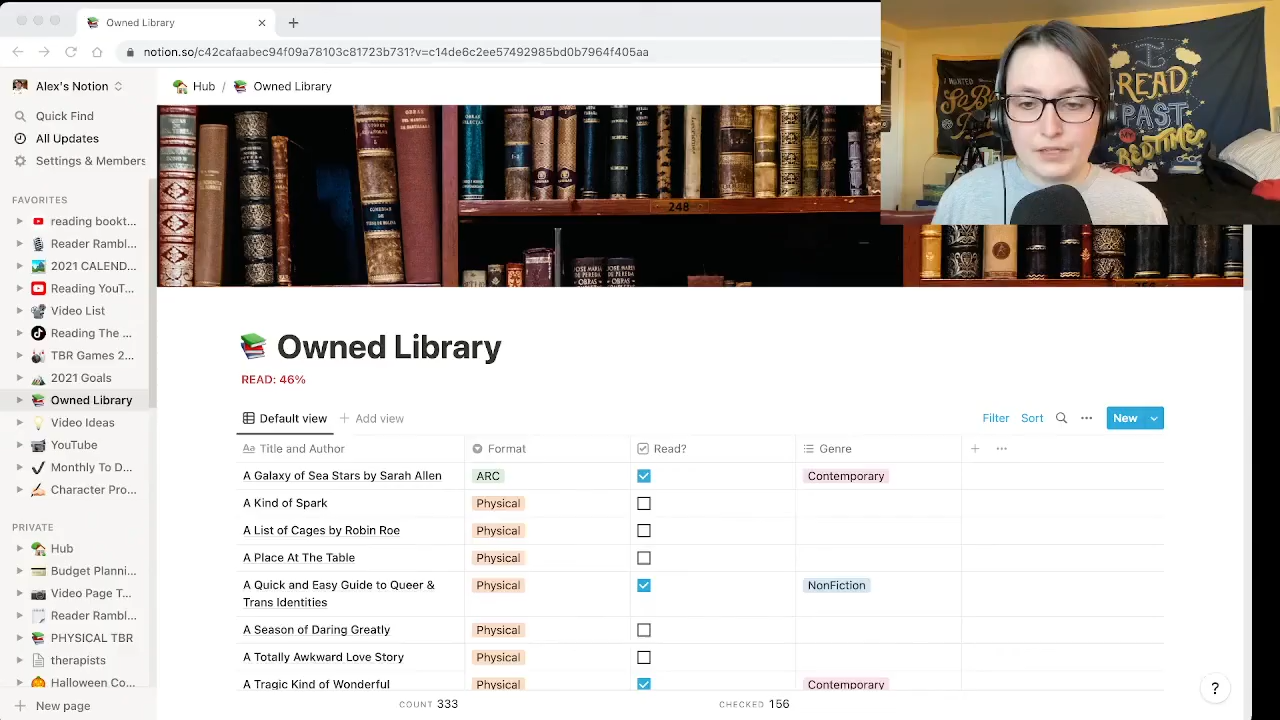 Owned Library
notion.so/c42cafaabec94f09a78103c81723b731?v=c14de6c2ee57492985bd0b7964f405aa
Alex's Notion
Hub / Owned Library
Quick Find
All Updates
Settings & Members
FAVORITES
reading bookt...
Reader Rambl...
2021 CALEND...
Reading YouT...
Video List
Reading The ...
TBR Games 2...
2021 Goals
Owned Library
Video Ideas
YouTube
Monthly To D...
Character Pro...
PRIVATE
Hub
Budget Planni...
Video Page T...
Reader Rambl...
PHYSICAL TBR
therapists
Halloween Co...
New page
248
I READ
PAST
MY
BEDTIME
Owned Library
READ: 46%
Default view
Add view
Filter
Sort
New
Title and Author
Format
Read?
Genre
A Galaxy of Sea Stars by Sarah Allen ARC Contemporary
A Kind of Spark Physical
A List of Cages by Robin Roe Physical
A Place At The Table Physical
A Quick and Easy Guide to Queer & Physical NonFiction
Trans Identities
A Season of Daring Greatly Physical
A Totally Awkward Love Story Physical
A Tragic Kind of Wonderful Physical Contemporary
COUNT 333
CHECKED 156
?